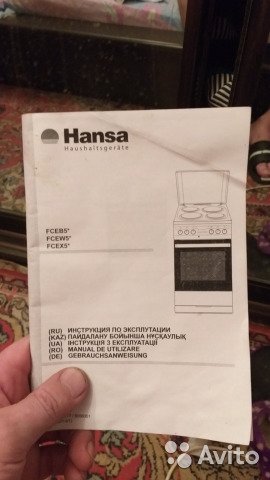 Hansa
Haushaltsgeräte
FCEB5*
FCEW5*
FCEX5*
(RU) ИНСТРУКЦИЯ ПО ЭКСПЛУТАЦИИ
(KAZ) ПАЙДАЛАНУ БОЙЫНША НҰСҚАУЛЫҚ
(UA) ІНСТРУКЦІЯ З ЕКСПЛУАТАЦІЇ
(RO) MANUAL DE UTILIZARE
(DE) GEBRAUCHSANWEISUNG
Avito